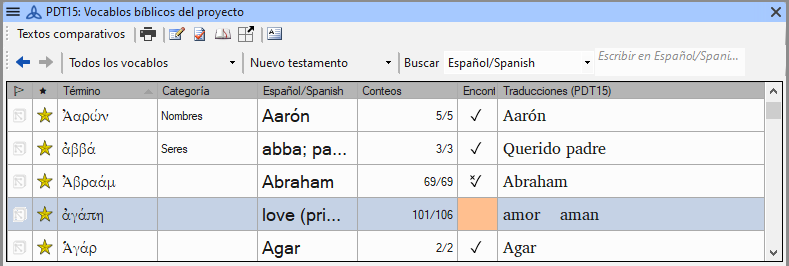 PDT15: Vocablos bíblicos del proyecto
Textos comparativos
Todos los vocablos Nuevo testamento Buscar Español/Spanish Escribir en Español/Spani...
Término Categoría Español/Spanish Conteos Encont Traducciones (PDT15)
Ἀαρών Nombres Aarón 5/5 Aarón
ἀββά Seres abba; pa... 3/3 Querido padre
Ἀβραάμ Abraham 69/69 Abraham
ἀγάπη love (pri... 101/106 amor aman
Ἁγάρ Agar 2/2 Agar